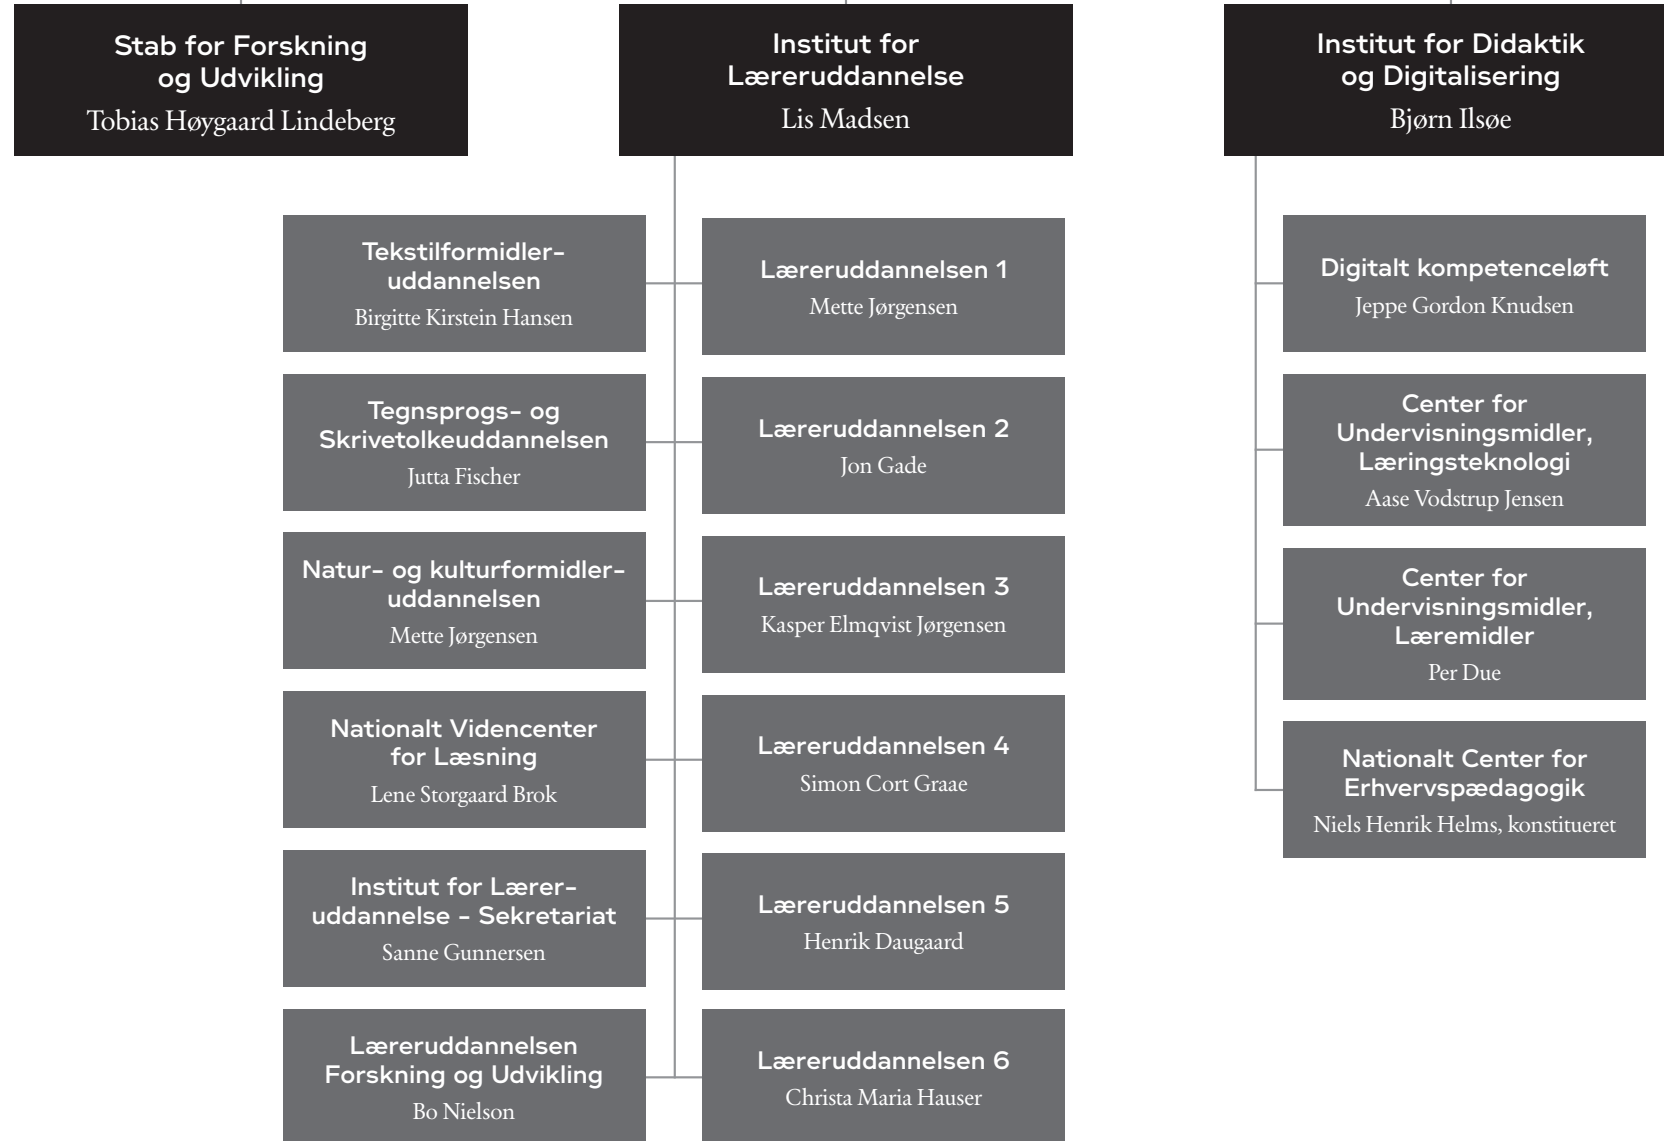 Stab for Forskning
og Udvikling
Tobias Høygaard Lindeberg
Institut for
Læreruddannelse
Lis Madsen
Institut for Didaktik
og Digitalisering
Bjørn Ilsøe
Tekstilformidler-
uddannelsen
Birgitte Kirstein Hansen
Tegnsprogs- og
Skrivetolkeuddannelsen
Jutta Fischer
Natur- og kulturformidler-
uddannelsen
Mette Jørgensen
Nationalt Videncenter
for Læsning
Lene Storgaard Brok
Institut for Lærer-
uddannelse - Sekretariat
Sanne Gunnersen
Læreruddannelsen
Forskning og Udvikling
Bo Nielson
Læreruddannelsen 1
Mette Jørgensen
Læreruddannelsen 2
Jon Gade
Læreruddannelsen 3
Kasper Elmqvist Jørgensen
Læreruddannelsen 4
Simon Cort Graae
Læreruddannelsen 5
Henrik Daugaard
Læreruddannelsen 6
Christa Maria Hauser
Digitalt kompetenceløft
Jeppe Gordon Knudsen
Center for
Undervisningsmidler,
Læringsteknologi
Aase Vodstrup Jensen
Center for
Undervisningsmidler,
Læremidler
Per Due
Nationalt Center for
Erhvervspædagogik
Niels Henrik Helms, konstitueret